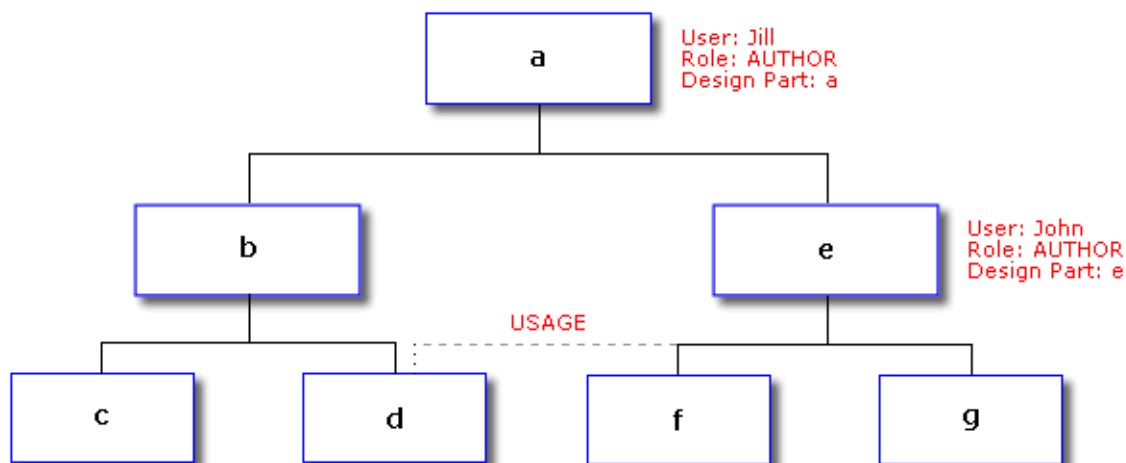 a
User: Jill
Role: AUTHOR
Design Part: a
b
e
User: John
Role: AUTHOR
Design Part: e
USAGE
c
d
f
g